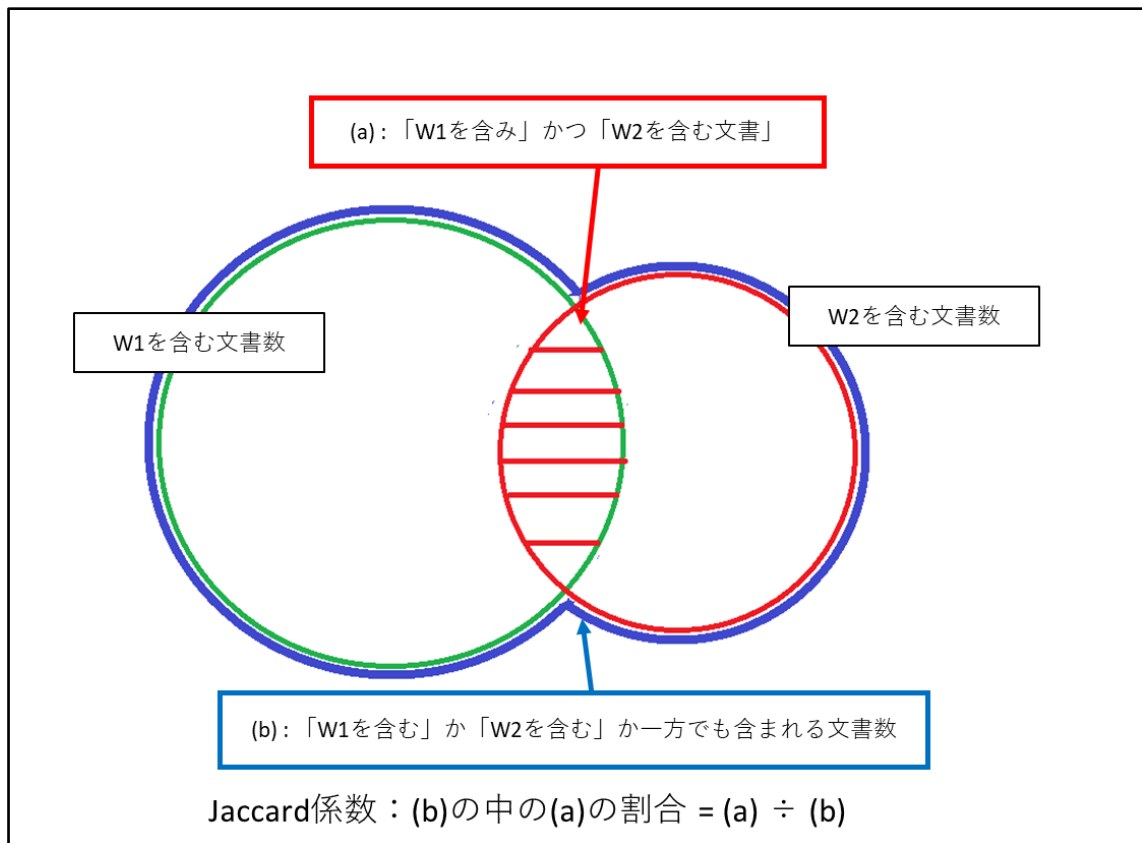 (a) : 「W1を含み」かつ「W2を含む文書」
W1を含む文書数
W2を含む文書数
(b) : 「W1を含む」か「W2を含む」か一方でも含まれる文書数
Jaccard係数：(b)の中の(a)の割合 = (a) ÷ (b)